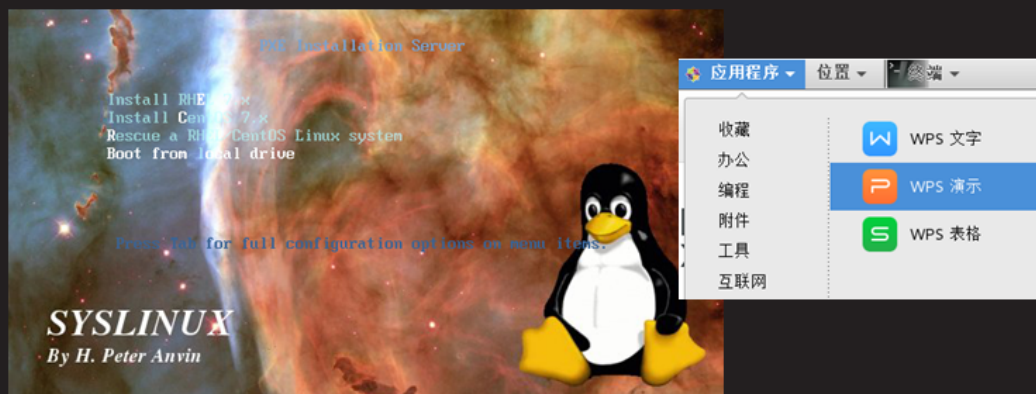 PXE Installation Server
Install RHEL 7.x
Install CentOS 7.x
Rescue a RHEL/CentOS Linux system
Boot from local drive
Press Tab for full configuration options on menu items.
SYSLINUX
By H. Peter Anvin
应用程序
位置
终端
收藏
办公
编程
附件
工具
互联网
WPS 文字
WPS 演示
WPS 表格